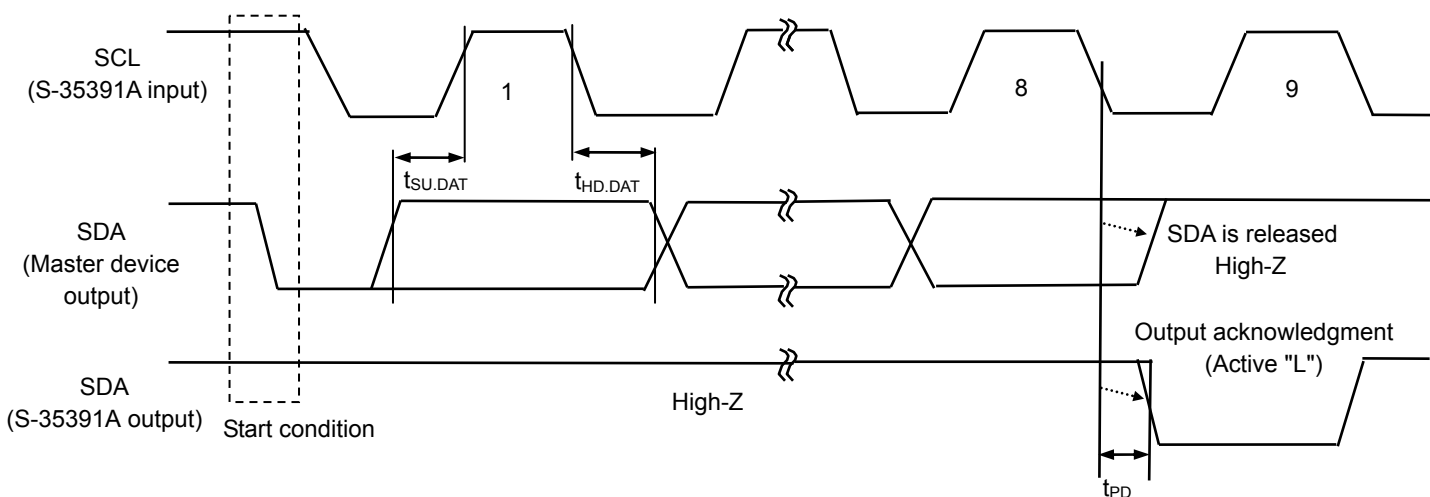 SCL
(S-35391A input)
1
8
9
tSU.DAT
tHD.DAT
SDA
(Master device
output)
SDA is released
High-Z
Output acknowledgment
(Active "L")
SDA
(S-35391A output)
High-Z
Start condition
tPD